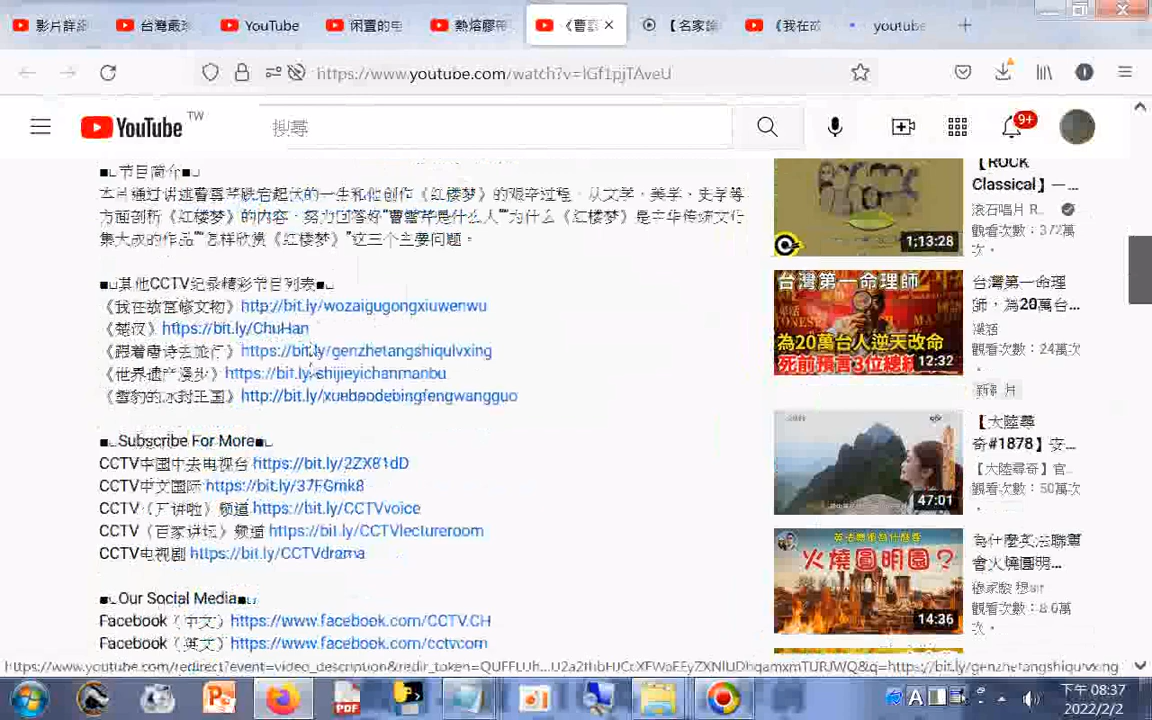 影片詳
台灣最
YouTube
闲置的电
熱熔膠
《曹
【名家論
《我在故
youtube
https://www.youtube.com/watch?v=lGf1pjTAveU
YouTube TW
搜尋
9+
■节目简介■
本片通过讲述曹雪芹跌宕起伏的一生和他创作《红楼梦》的艰辛过程，从文学、美学、史学等
方面剖析《红楼梦》的内容，努力回答好“曹雪芹是什么人”“为什么《红楼梦》是中华传统文化
集大成的作品”“怎样欣赏《红楼梦》”这三个主要问题。
■其他CCTV纪录精彩节目列表■
《我在故宫修文物》http://bit.ly/wozaigugongxiuwenwu
《楚汉》https://bit.ly/ChuHan
《跟着唐诗去旅行》https://bit.ly/genzhetangshiqulvxing
《世界遗产漫步》https://bit.ly/shijieyichanmanbu
《雪豹的冰封王国》http://bit.ly/xuebaodebingfengwangguo
■Subscribe For More■
CCTV中国中央电视台 https://bit.ly/2ZX81dD
CCTV中文国际 https://bit.ly/37FGmk8
CCTV《开讲啦》频道 https://bit.ly/CCTVvoice
CCTV《百家讲坛》频道 https://bit.ly/CCTVlectureroom
CCTV电视剧 https://bit.ly/CCTVdrama
■Our Social Media■
Facebook（中文）https://www.facebook.com/CCTV.CH
Facebook（英文）https://www.facebook.com/cctvcom
【ROCK
Classical】—...
滾石唱片 R...
觀看次數：372萬
次・
1:13:28
台灣第一命理師
為20萬台人逆天改命
死前預言3位總統
12:32
台灣第一命理
師，為20萬台...
觀看次數：24萬次
・
新影片
【大陸尋
奇#1878】安...
【大陸尋奇】官...
觀看次數：50萬次
・
47:01
火燒圓明園？
14:36
為什麼英法聯軍
會火燒圓明...
觀看次數：8.6萬
次・
下午 08:37
2022/2/2